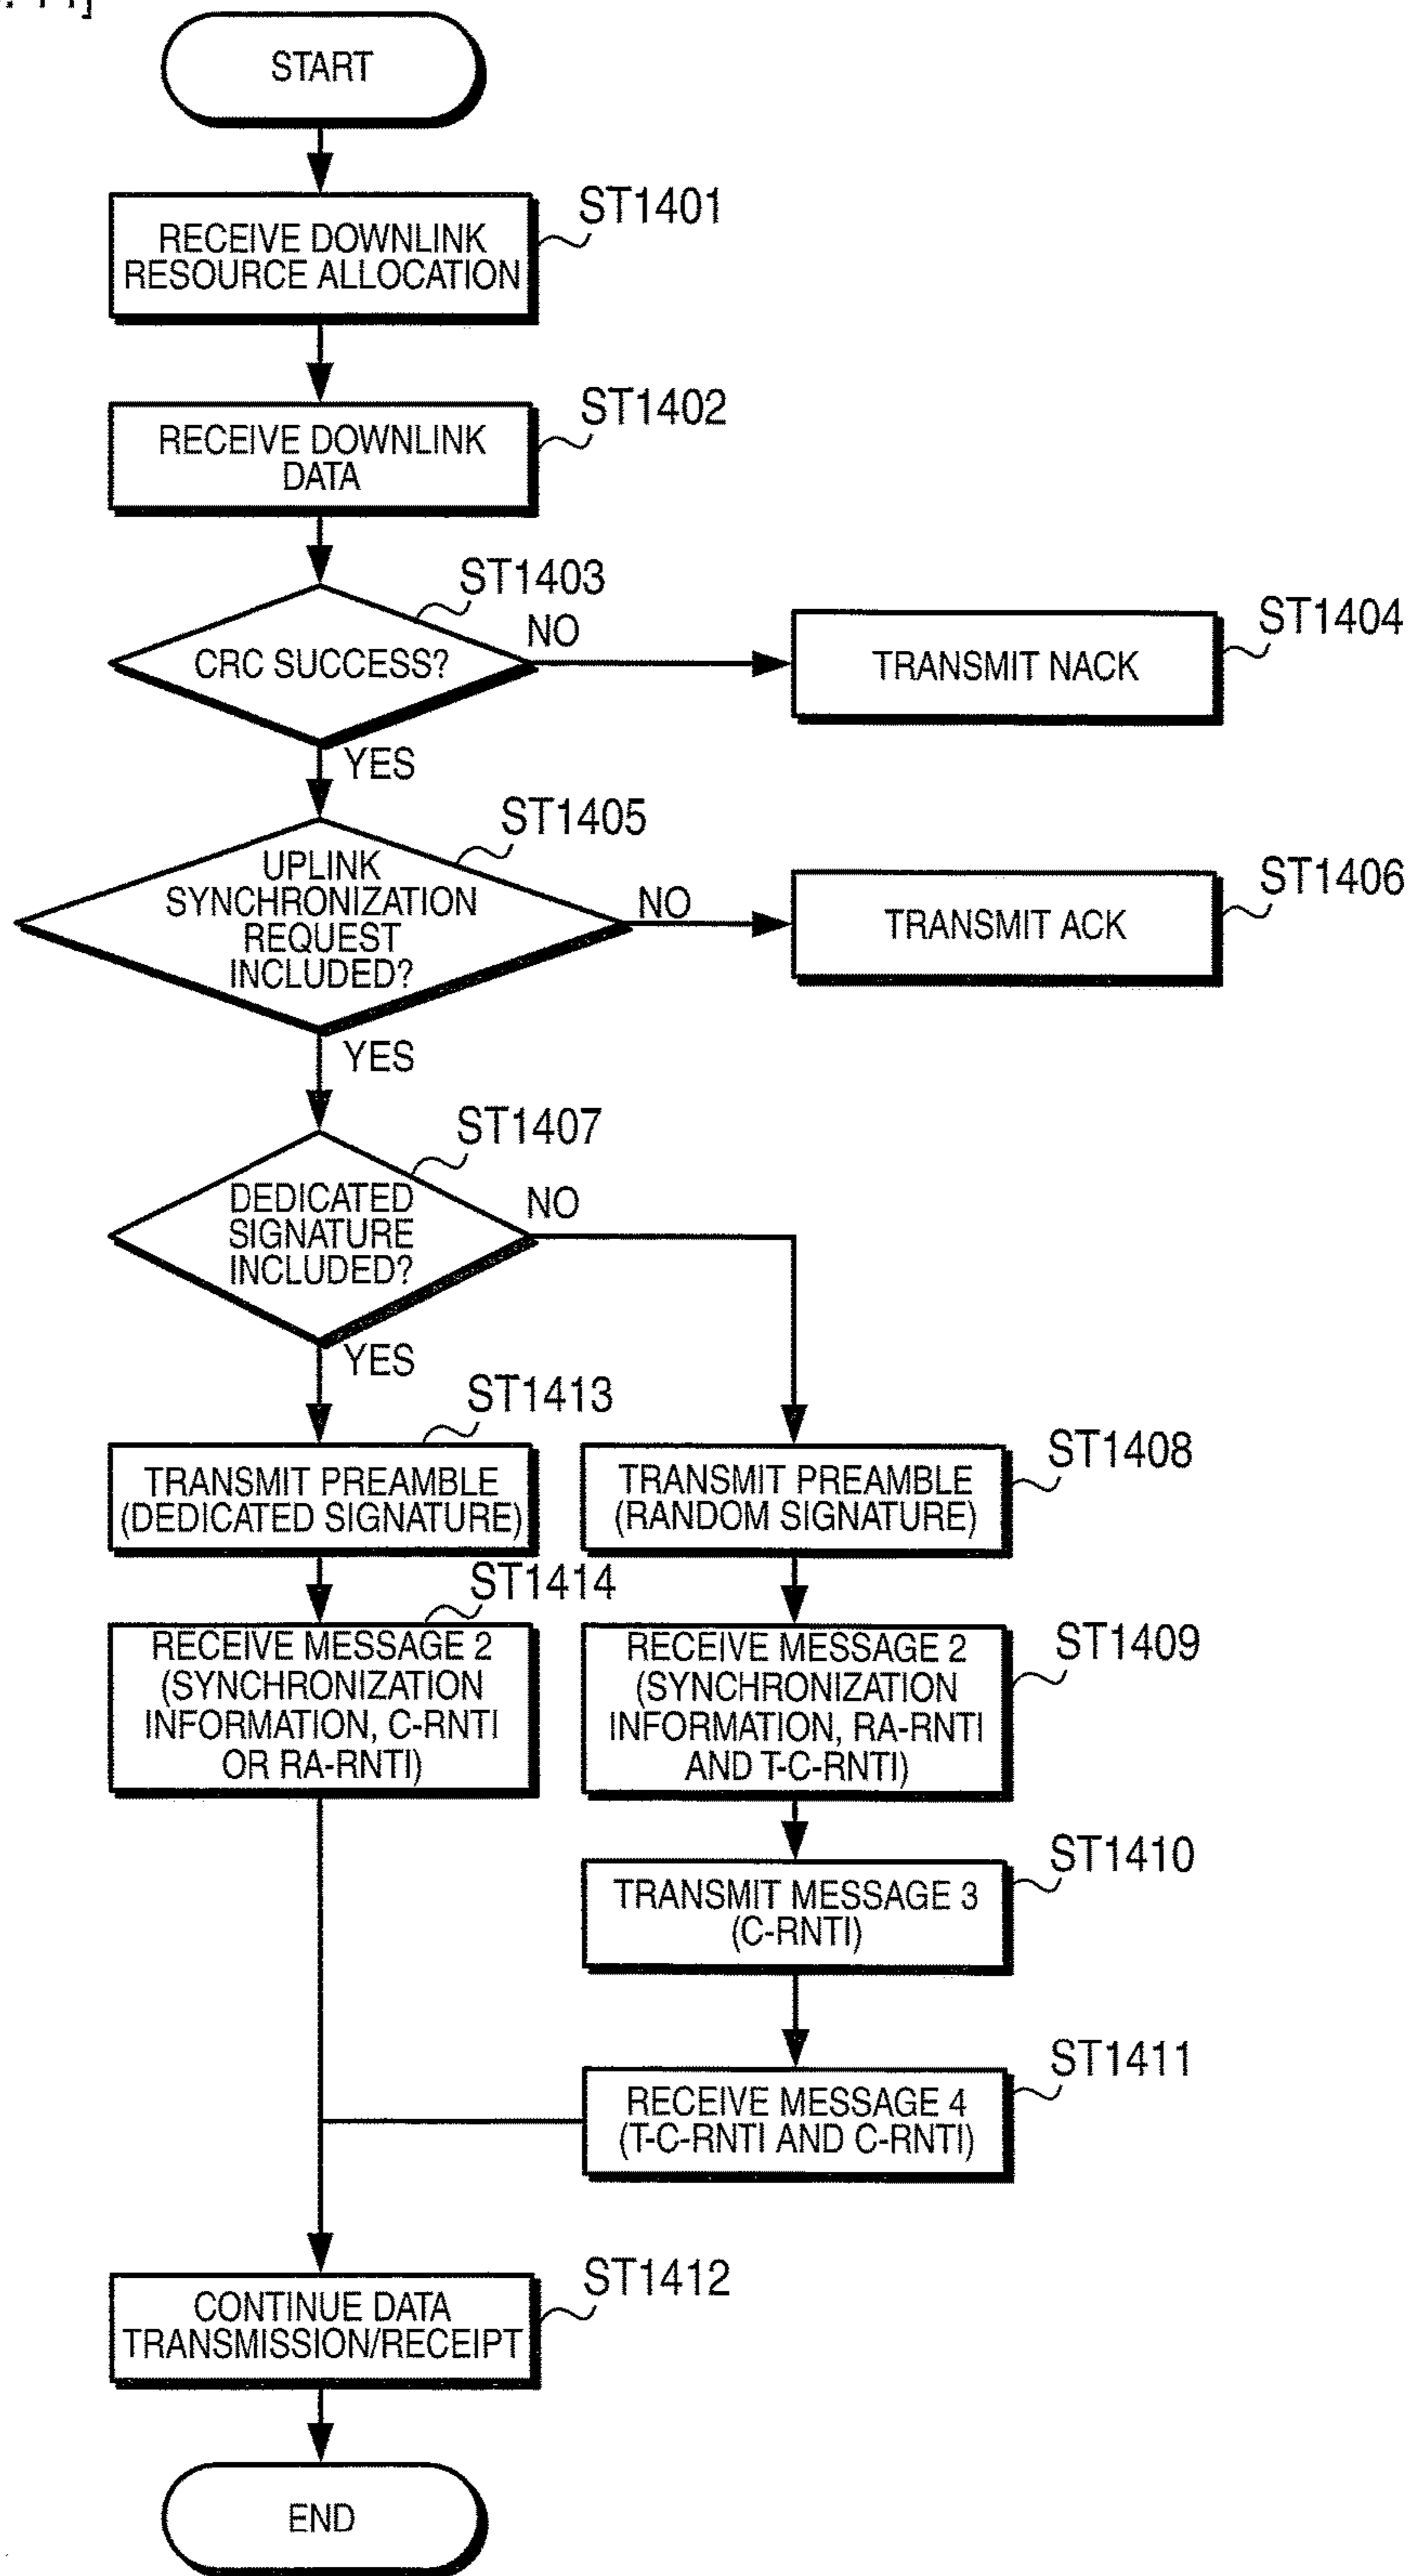 START
ST1401
RECEIVE DOWNLINK
RESOURCE ALLOCATION
ST1402
RECEIVE DOWNLINK
DATA
ST1403
CRC SUCCESS?
NO
ST1404
TRANSMIT NACK
YES
ST1405
UPLINK
SYNCHRONIZATION
REQUEST
INCLUDED?
NO
ST1406
TRANSMIT ACK
YES
ST1407
DEDICATED
SIGNATURE
INCLUDED?
NO
YES
ST1413
TRANSMIT PREAMBLE
(DEDICATED SIGNATURE)
ST1408
TRANSMIT PREAMBLE
(RANDOM SIGNATURE)
ST1414
RECEIVE MESSAGE 2
(SYNCHRONIZATION
INFORMATION, C-RNTI
OR RA-RNTI)
ST1409
RECEIVE MESSAGE 2
(SYNCHRONIZATION
INFORMATION, RA-RNTI
AND T-C-RNTI)
ST1410
TRANSMIT MESSAGE 3
(C-RNTI)
ST1411
RECEIVE MESSAGE 4
(T-C-RNTI AND C-RNTI)
ST1412
CONTINUE DATA
TRANSMISSION/RECEIPT
END